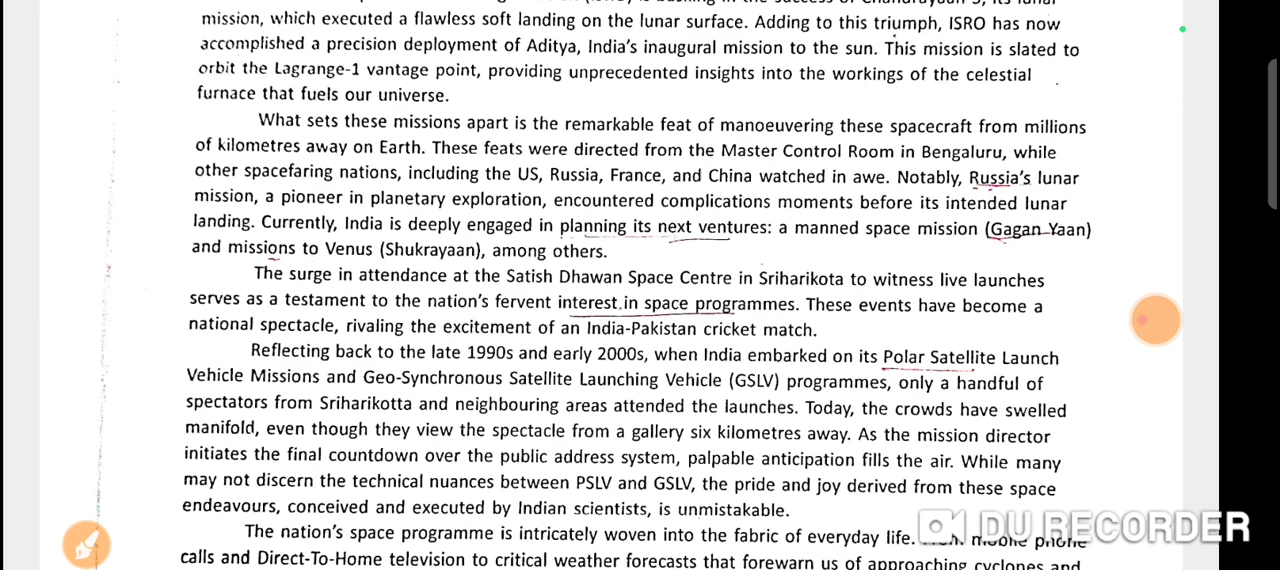 mission, which executed a flawless soft landing on the lunar surface. Adding to this triumph, ISRO has now
accomplished a precision deployment of Aditya, India's inaugural mission to the sun. This mission is slated to
orbit the Lagrange-1 vantage point, providing unprecedented insights into the workings of the celestial
furnace that fuels our universe.
What sets these missions apart is the remarkable feat of manoeuvering these spacecraft from millions
of kilometres away on Earth. These feats were directed from the Master Control Room in Bengaluru, while
other spacefaring nations, including the US, Russia, France, and China watched in awe. Notably, Russia's lunar
mission, a pioneer in planetary exploration, encountered complications moments before its intended lunar
landing. Currently, India is deeply engaged in planning its next ventures: a manned space mission (Gagan Yaan)
and missions to Venus (Shukrayaan), among others.
The surge in attendance at the Satish Dhawan Space Centre in Sriharikota to witness live launches
serves as a testament to the nation's fervent interest in space programmes. These events have become a
national spectacle, rivaling the excitement of an India-Pakistan cricket match.
Reflecting back to the late 1990s and early 2000s, when India embarked on its Polar Satellite Launch
Vehicle Missions and Geo-Synchronous Satellite Launching Vehicle (GSLV) programmes, only a handful of
spectators from Sriharikotta and neighbouring areas attended the launches. Today, the crowds have swelled
manifold, even though they view the spectacle from a gallery six kilometres away. As the mission director
initiates the final countdown over the public address system, palpable anticipation fills the air. While many
may not discern the technical nuances between PSLV and GSLV, the pride and joy derived from these space
endeavours, conceived and executed by Indian scientists, is unmistakable.
The nation's space programme is intricately woven into the fabric of everyday life. mobile phone
calls and Direct-To-Home television to critical weather forecasts that forewarn us of approaching cyclones and
DU RECORDER